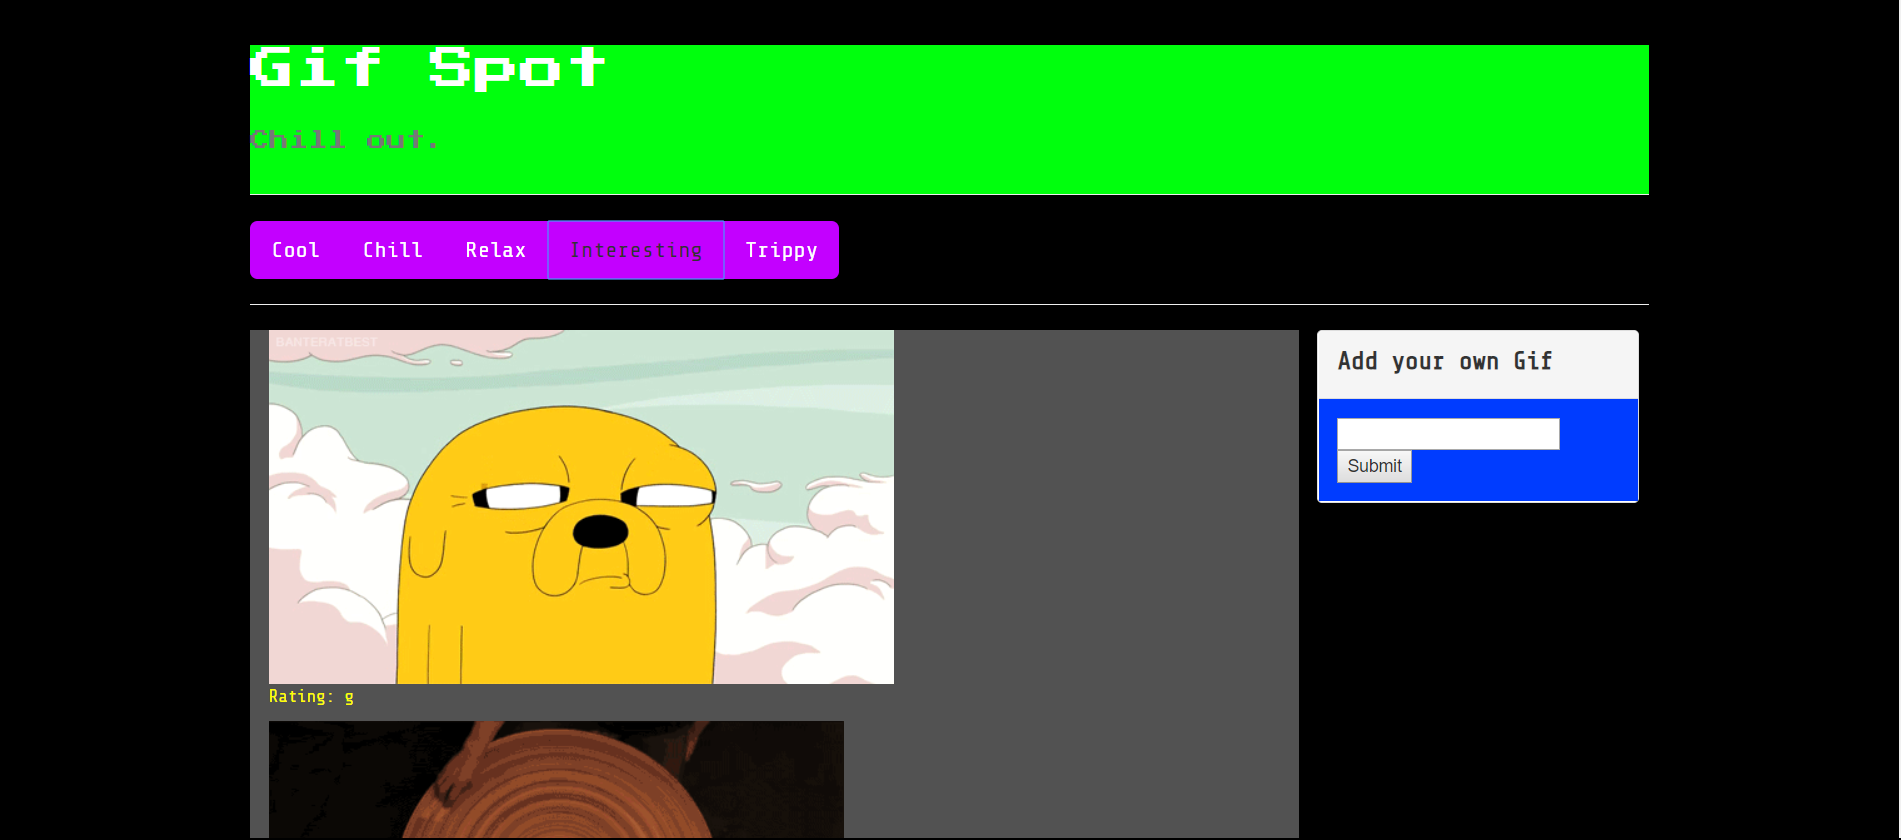 Gif Spot
Chill out.
Cool Chill Relax Interesting Trippy
BANTERATBEST
Rating: g
Add your own Gif
Submit